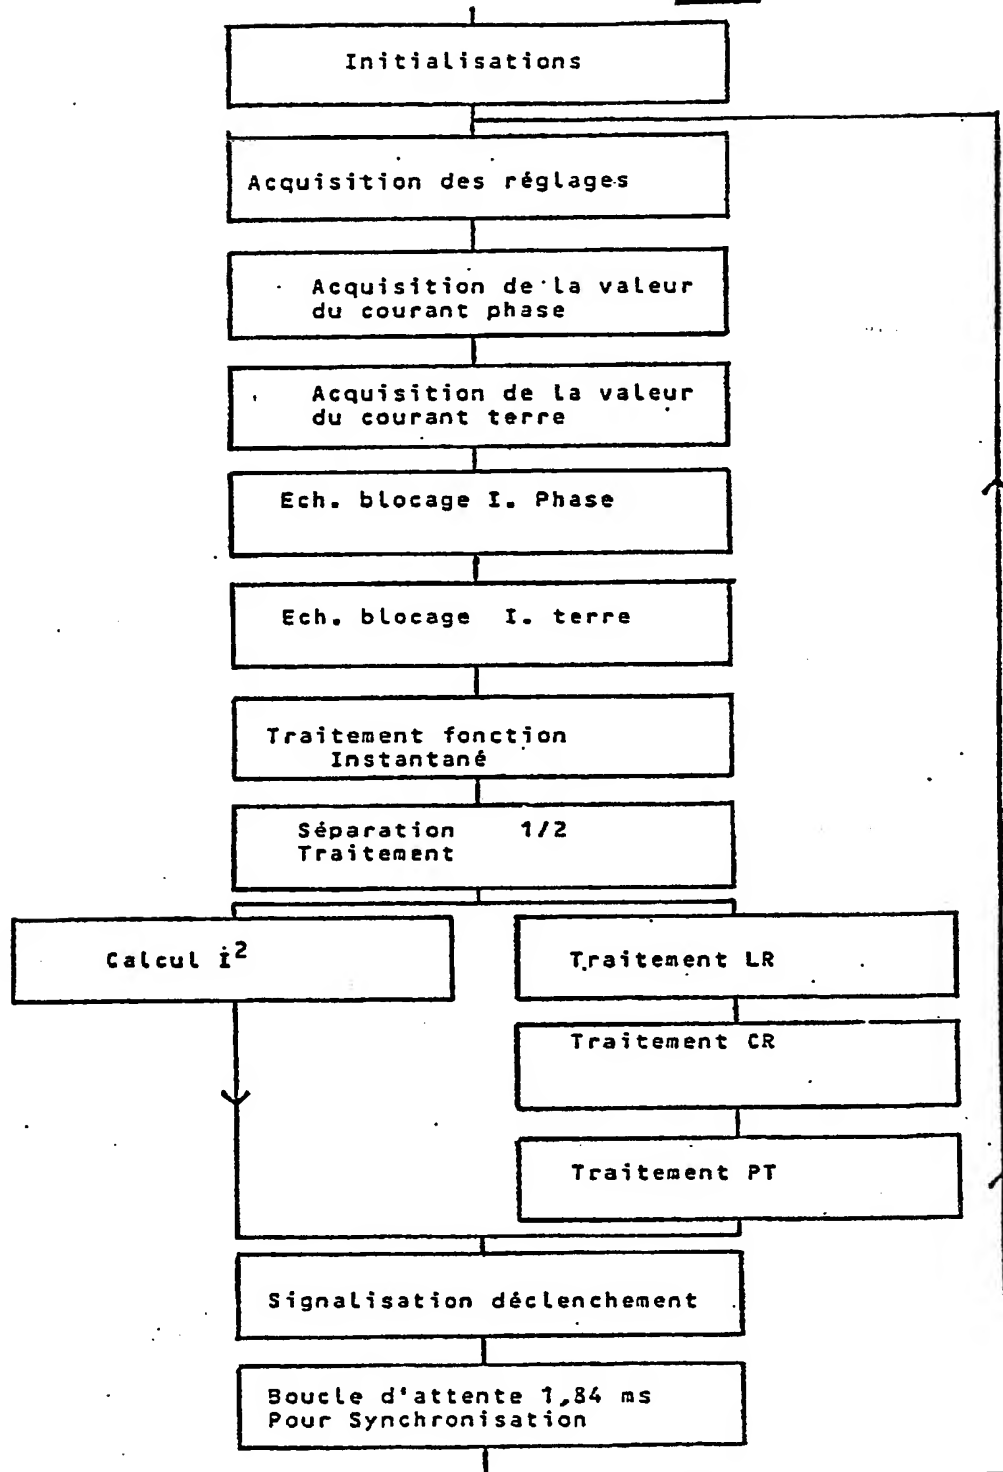 Initialisations
Acquisition des réglages
Acquisition de la valeur
du courant phase
Acquisition de la valeur
du courant terre
Ech. blocage I. Phase
Ech. blocage I. terre
Traitement fonction
Instantané
Séparation 1/2
Traitement
Calcul i²
Traitement LR
Traitement CR
Traitement PT
Signalisation déclenchement
Boucle d'attente 1,84 ms
Pour Synchronisation